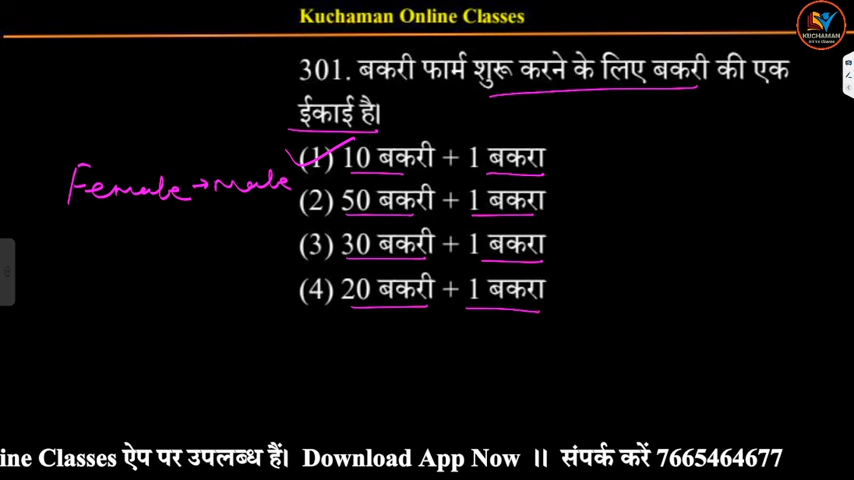 Kuchaman Online Classes
KUCHAMAN
301. बकरी फार्म शुरू करने के लिए बकरी की एक
ईकाई है।
(1) 10 बकरी + 1 बकरा
Female → male
(2) 50 बकरी + 1 बकरा
(3) 30 बकरी + 1 बकरा
(4) 20 बकरी + 1 बकरा
ine Classes ऐप पर उपलब्ध हैं। Download App Now ॥ संपर्क करें 7665464677